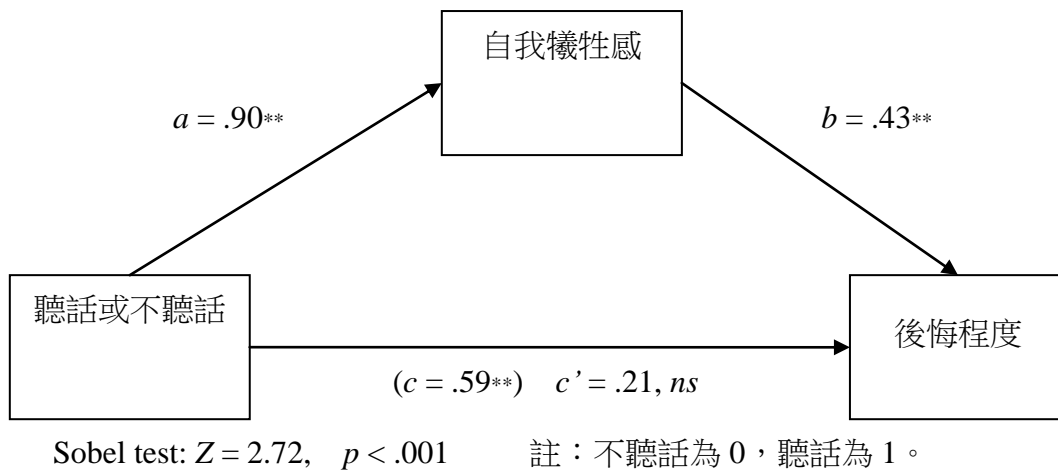 自我犧牲感
a = .90**
b = .43**
聽話或不聽話
後悔程度
(c = .59**) c’ = .21, ns
Sobel test: Z = 2.72, p < .001 註：不聽話為 0，聽話為 1。